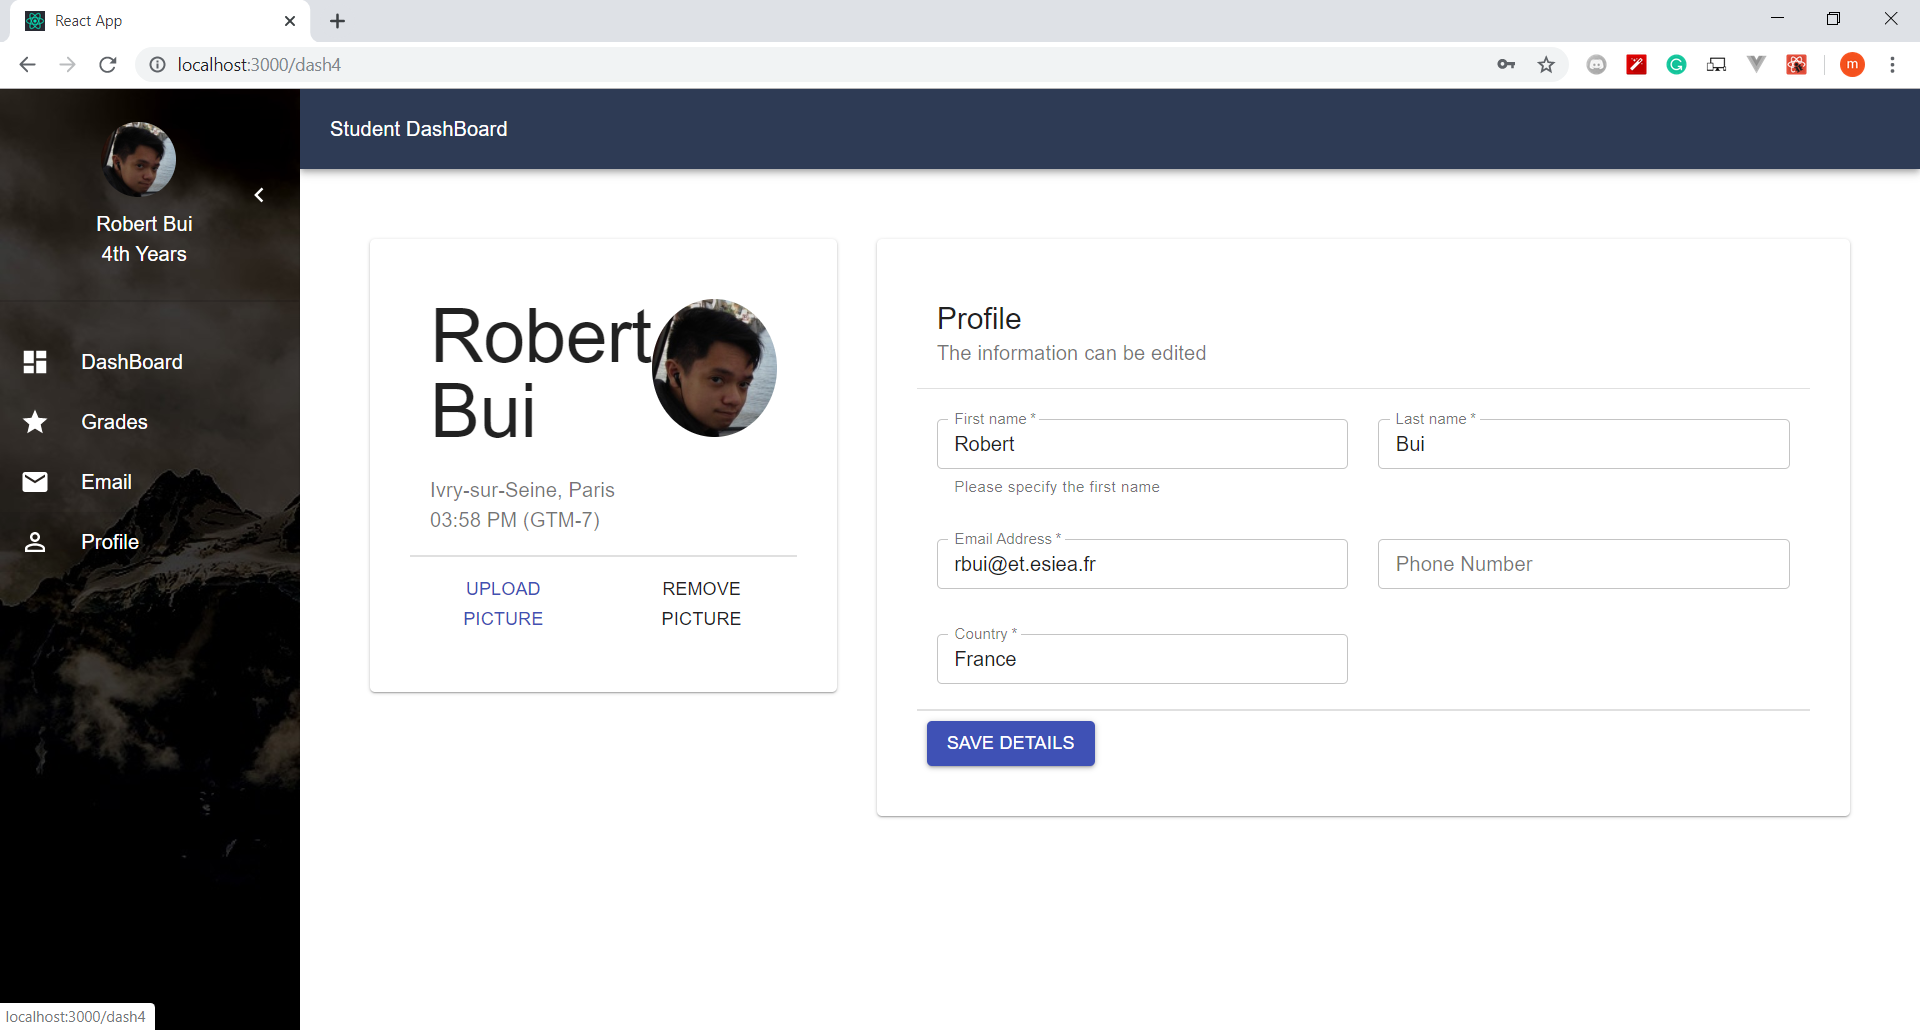 React App
localhost:3000/dash4
m
Student DashBoard
Robert Bui
4th Years
DashBoard
Grades
Email
Profile
Robert
Bui
Ivry-sur-Seine, Paris
03:58 PM (GTM-7)
UPLOAD
PICTURE
REMOVE
PICTURE
Profile
The information can be edited
First name *
Robert
Please specify the first name
Last name *
Bui
Email Address *
rbui@et.esiea.fr
Phone Number
Country *
France
SAVE DETAILS
localhost:3000/dash4